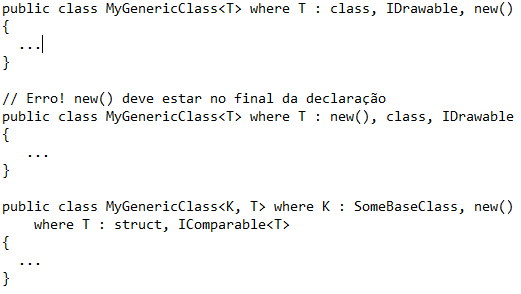 public class MyGenericClass<T> where T : class, IDrawable, new()
{
...
}
// Erro! new() deve estar no final da declaração
public class MyGenericClass<T> where T : new(), class, IDrawable
{
...
}
public class MyGenericClass<K, T> where K : SomeBaseClass, new()
where T : struct, IComparable<T>
{
...
}